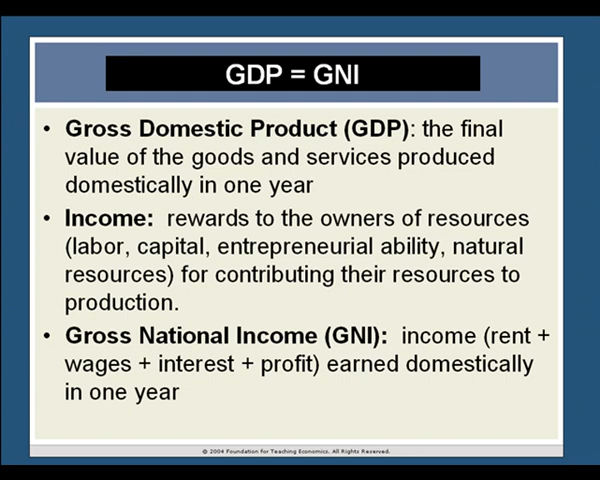 GDP = GNI
• Gross Domestic Product (GDP): the final
value of the goods and services produced
domestically in one year
• Income: rewards to the owners of resources
(labor, capital, entrepreneurial ability, natural
resources) for contributing their resources to
production.
• Gross National Income (GNI): income (rent +
wages + interest + profit) earned domestically
in one year
© 2004 Foundation for Teaching Economics. All Rights Reserved.